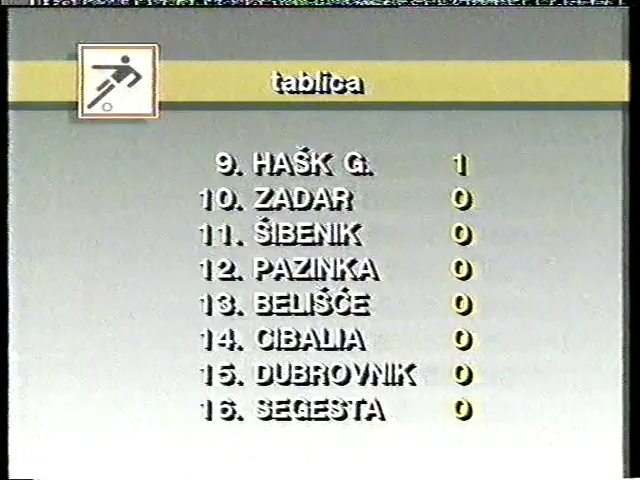 tablica
9. HAŠK G. 1
10. ZADAR 0
11. ŠIBENIK 0
12. PAZINKA 0
13. BELIŠĆE 0
14. CIBALIA 0
15. DUBROVNIK 0
16. SEGESTA 0